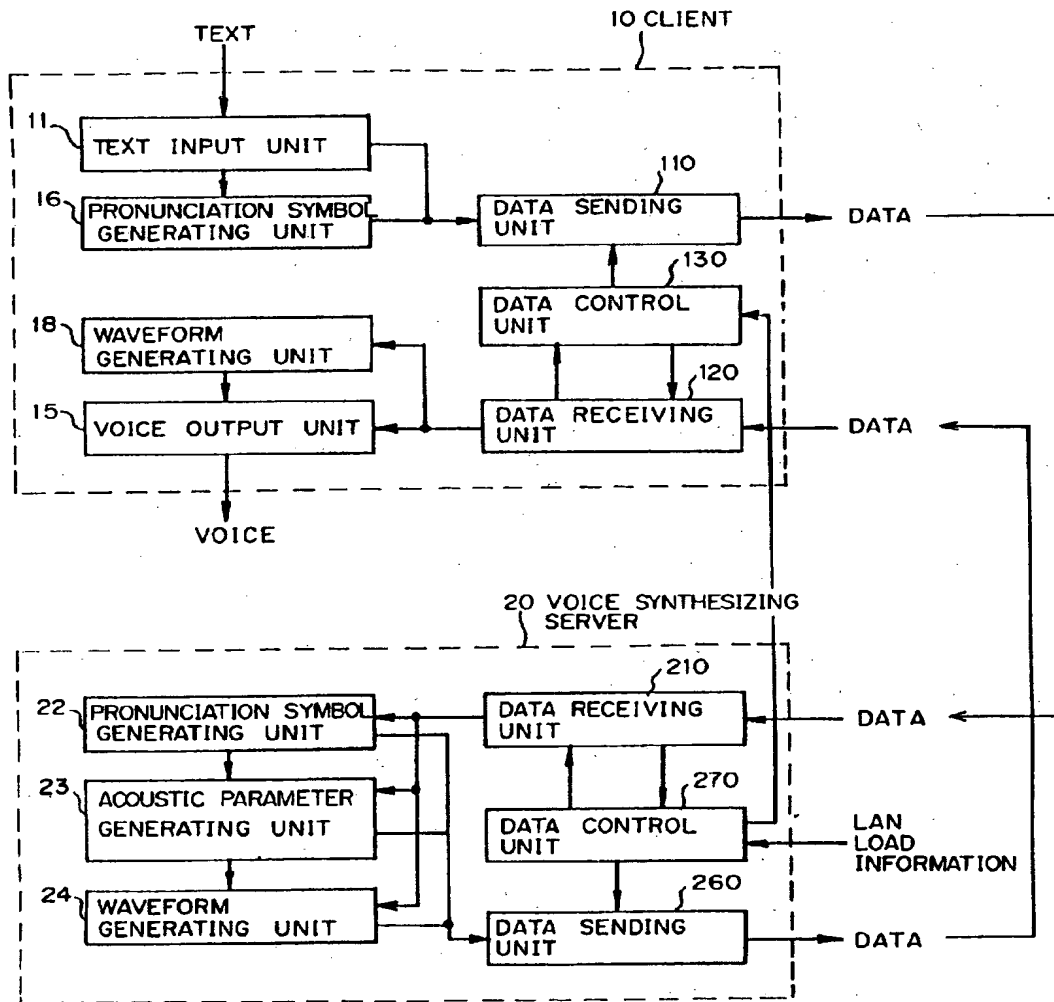 10 CLIENT
TEXT
11
TEXT INPUT UNIT
110
16
PRONUNCIATION SYMBOL
GENERATING UNIT
DATA SENDING
UNIT
DATA
130
DATA CONTROL
UNIT
18
WAVEFORM
GENERATING UNIT
120
15
VOICE OUTPUT UNIT
DATA RECEIVING
UNIT
DATA
VOICE
20 VOICE SYNTHESIZING
SERVER
210
22
PRONUNCIATION SYMBOL
GENERATING UNIT
DATA RECEIVING
UNIT
DATA
23
ACOUSTIC PARAMETER
GENERATING UNIT
270
DATA CONTROL
UNIT
LAN
LOAD
INFORMATION
24
WAVEFORM
GENERATING UNIT
260
DATA SENDING
UNIT
DATA